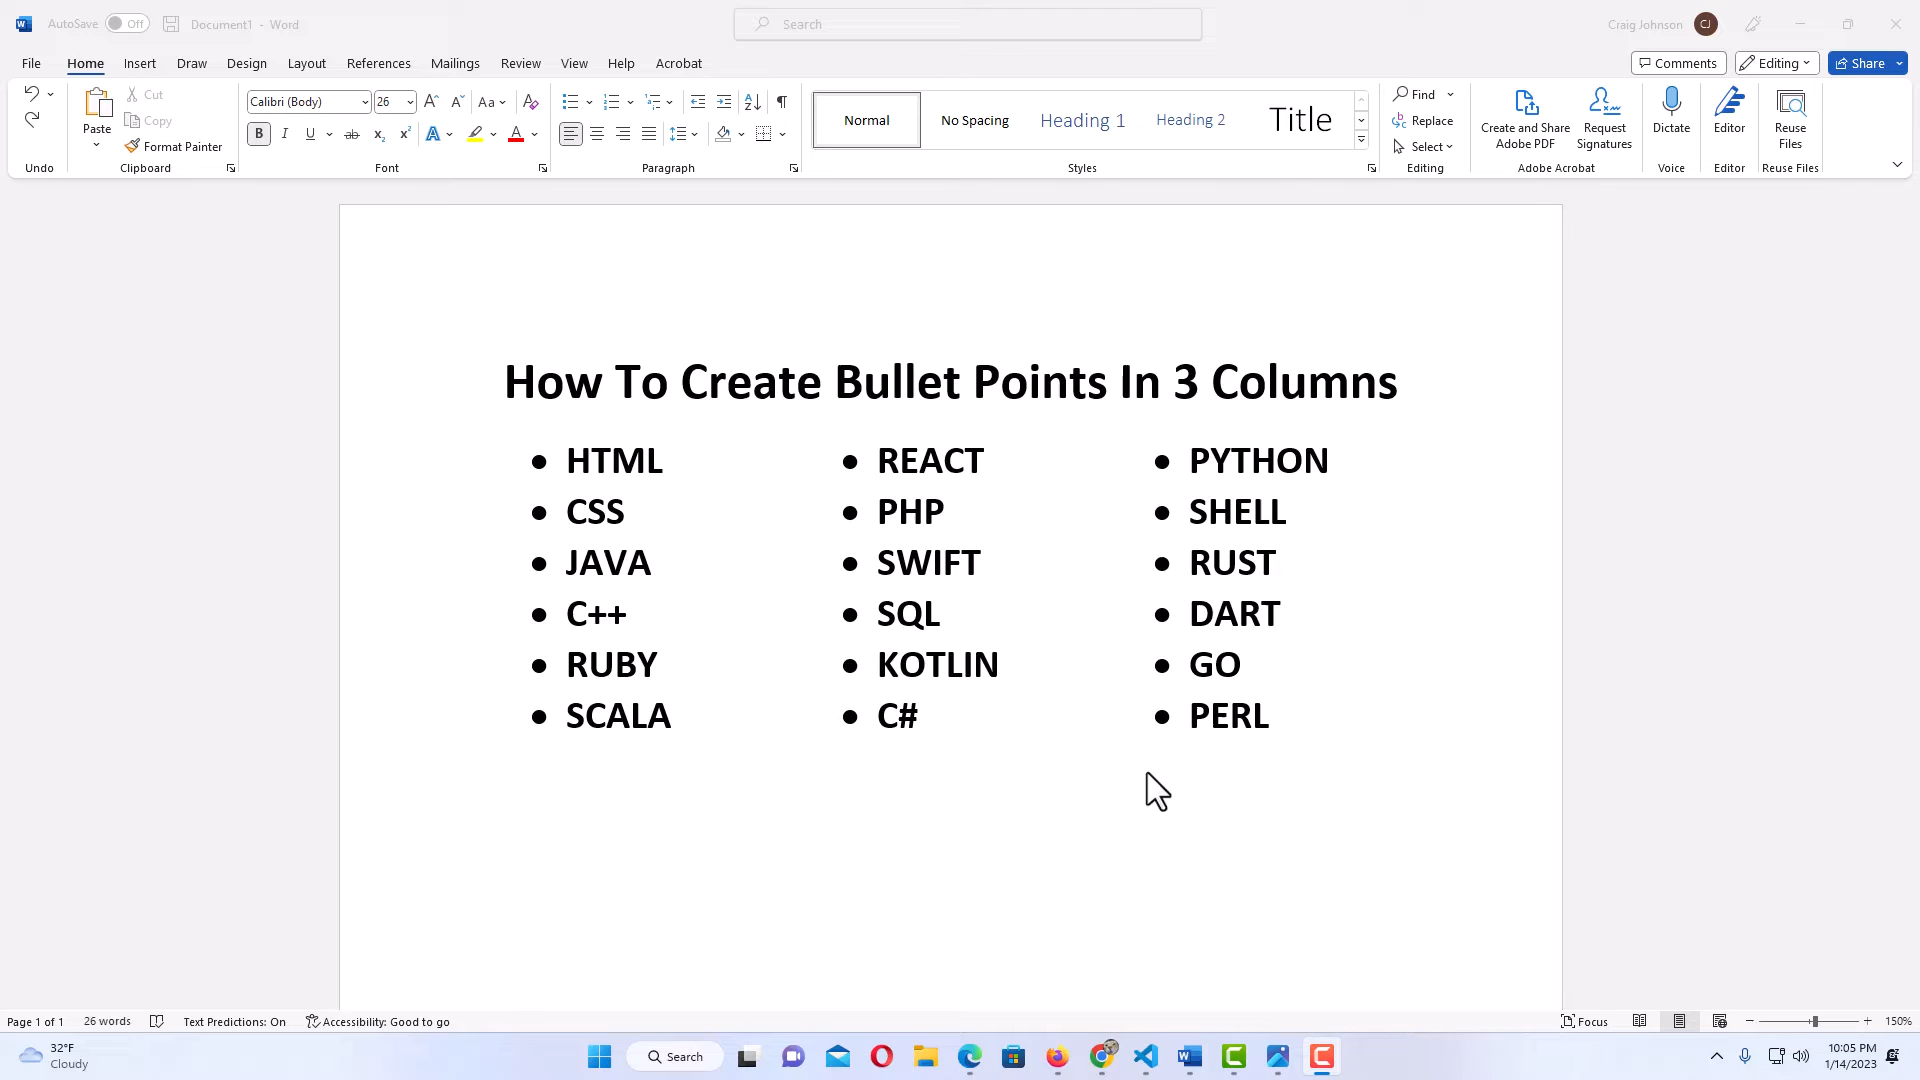 AutoSave Off Document1 - Word Search Craig Johnson CJ
File Home Insert Draw Design Layout References Mailings Review View Help Acrobat Comments Editing Share
Paste Cut Copy Format Painter
Calibri (Body) 26 Aa
B I U ab x₂ x² A A
Normal No Spacing Heading 1 Heading 2 Title
Find Replace Select
Create and Share Adobe PDF Request Signatures Dictate Editor Reuse Files
Undo Clipboard Font Paragraph Styles Editing Adobe Acrobat Voice Editor Reuse Files
How To Create Bullet Points In 3 Columns
• HTML
• CSS
• JAVA
• C++
• RUBY
• SCALA
• REACT
• PHP
• SWIFT
• SQL
• KOTLIN
• C#
• PYTHON
• SHELL
• RUST
• DART
• GO
• PERL
Page 1 of 1 26 words Text Predictions: On Accessibility: Good to go Focus 150%
32°F
Cloudy
Search
10:05 PM
1/14/2023